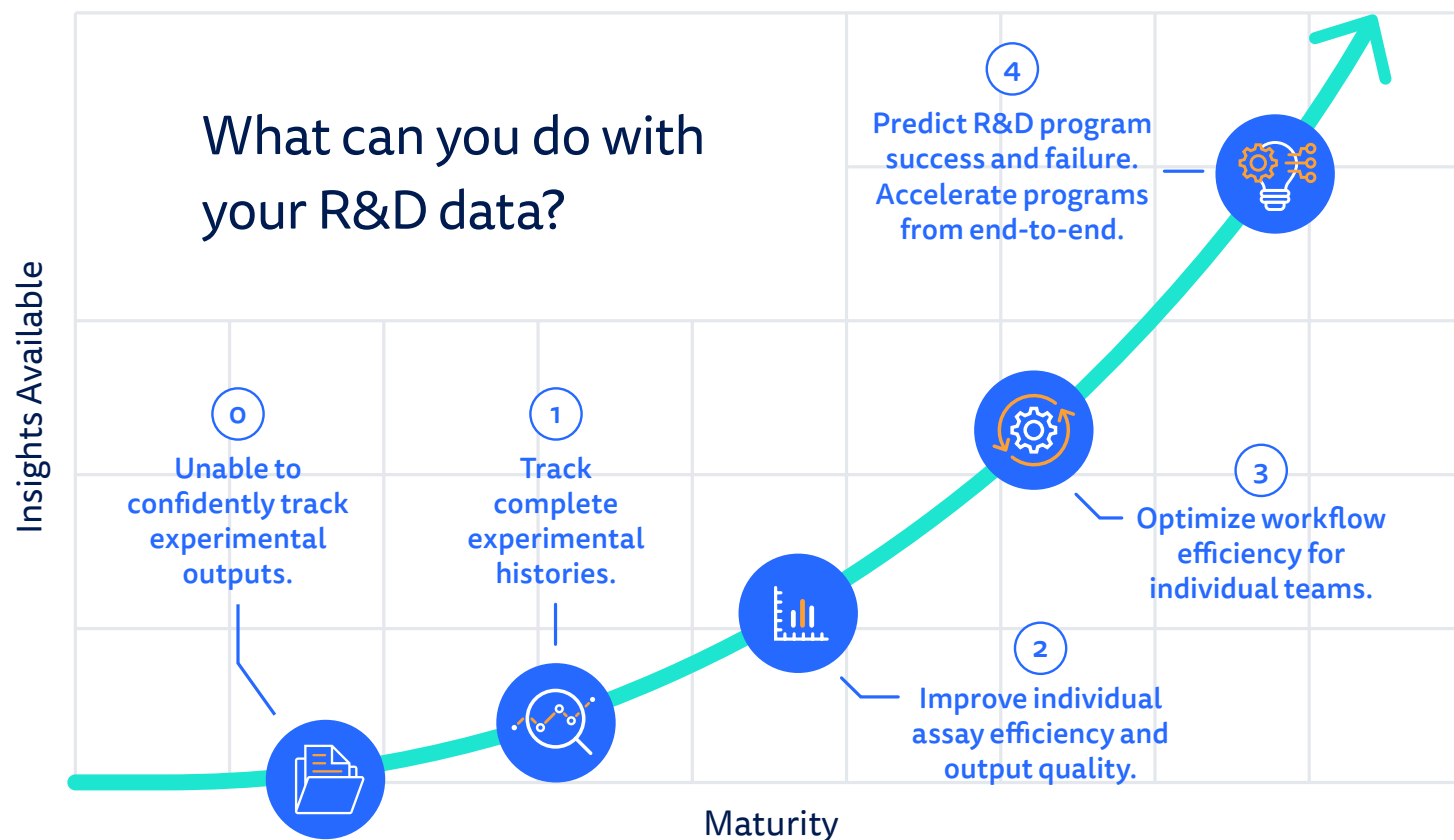 What can you do with
your R&D data?
Insights Available
0
Unable to
confidently track
experimental
outputs.
1
Track
complete
experimental
histories.
2
Improve individual
assay efficiency and
output quality.
3
Optimize workflow
efficiency for
individual teams.
4
Predict R&D program
success and failure.
Accelerate programs
from end-to-end.
Maturity